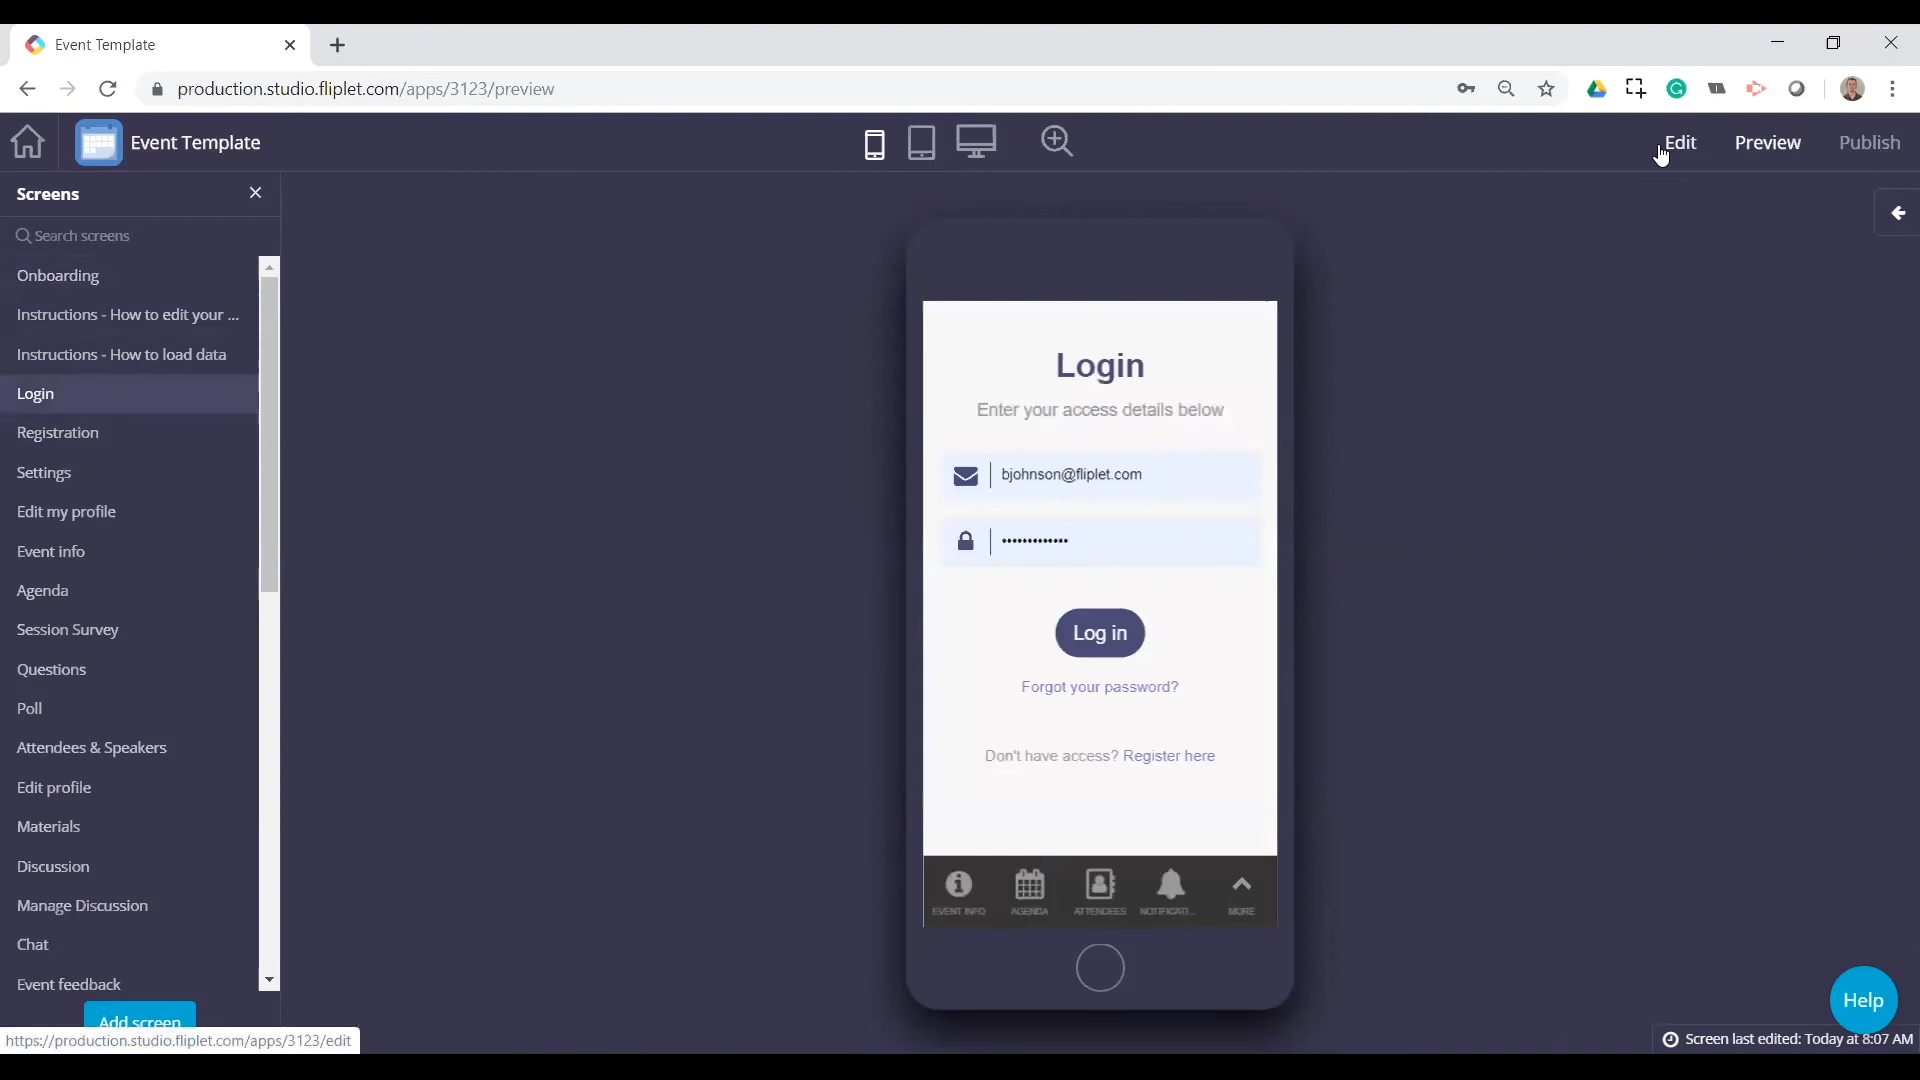 Event Template
production.studio.fliplet.com/apps/3123/preview
Event Template
Edit
Preview
Publish
Screens
Search screens
Onboarding
Instructions - How to edit your ...
Instructions - How to load data
Login
Registration
Settings
Edit my profile
Event info
Agenda
Session Survey
Questions
Poll
Attendees & Speakers
Edit profile
Materials
Discussion
Manage Discussion
Chat
Event feedback
Add screen
https://production.studio.fliplet.com/apps/3123/edit
Login
Enter your access details below
bjohnson@fliplet.com
•••••••••••••
Log in
Forgot your password?
Don't have access? Register here
EVENT INFO
AGENDA
ATTENDEES
NOTIFICATI...
MORE
Help
Screen last edited: Today at 8:07 AM